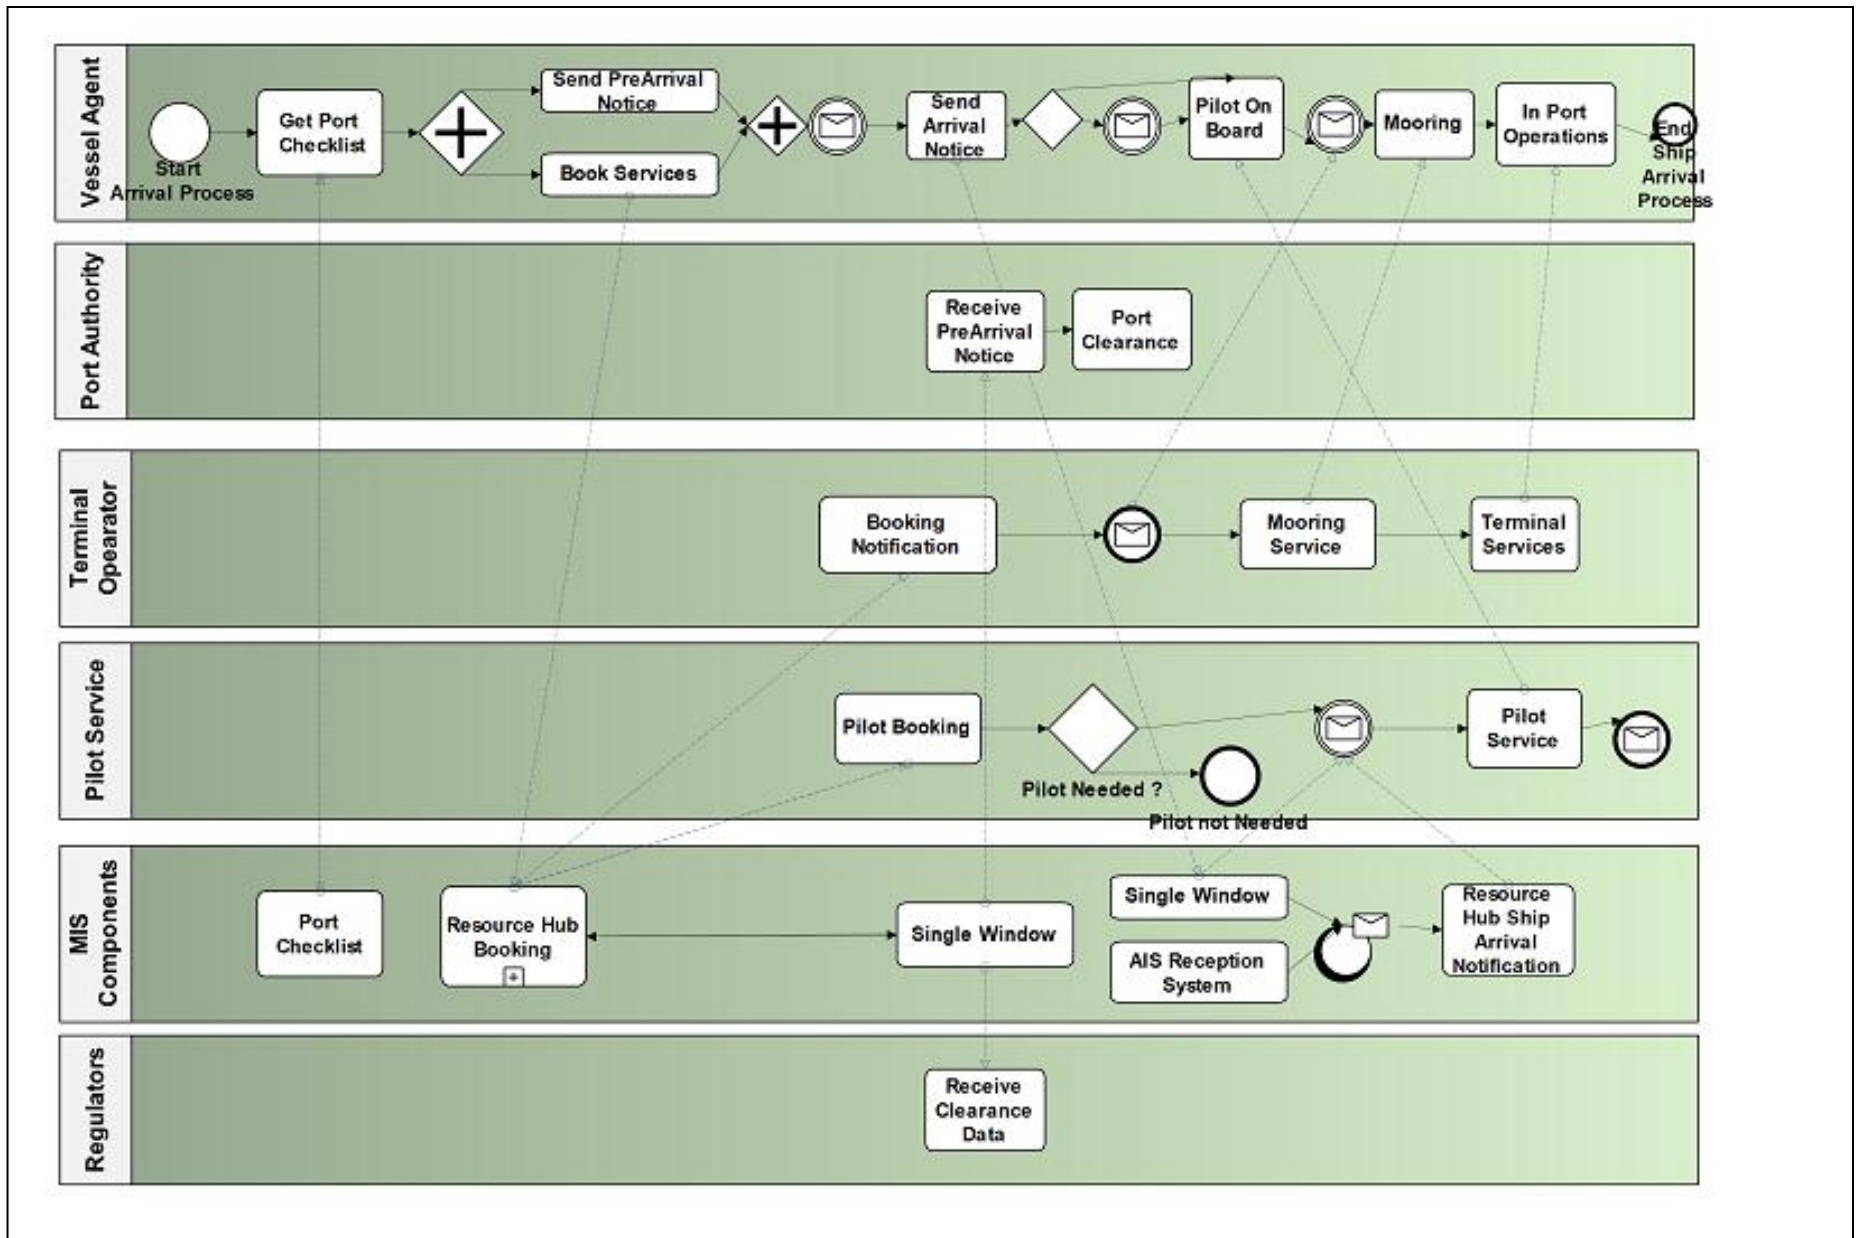 Vessel Agent
Start
Arrival Process
Get Port
Checklist
Send PreArrival
Notice
Book Services
Send
Arrival
Notice
Pilot On
Board
Mooring
In Port
Operations
End
Ship
Arrival
Process
Port Authority
Receive
PreArrival
Notice
Port
Clearance
Terminal
Operator
Booking
Notification
Mooring
Service
Terminal
Services
Pilot Service
Pilot Booking
Pilot Needed ?
Pilot not Needed
Pilot
Service
MIS
Components
Port
Checklist
Resource Hub
Booking
Single Window
Single Window
AIS Reception
System
Resource
Hub Ship
Arrival
Notification
Regulators
Receive
Clearance
Data